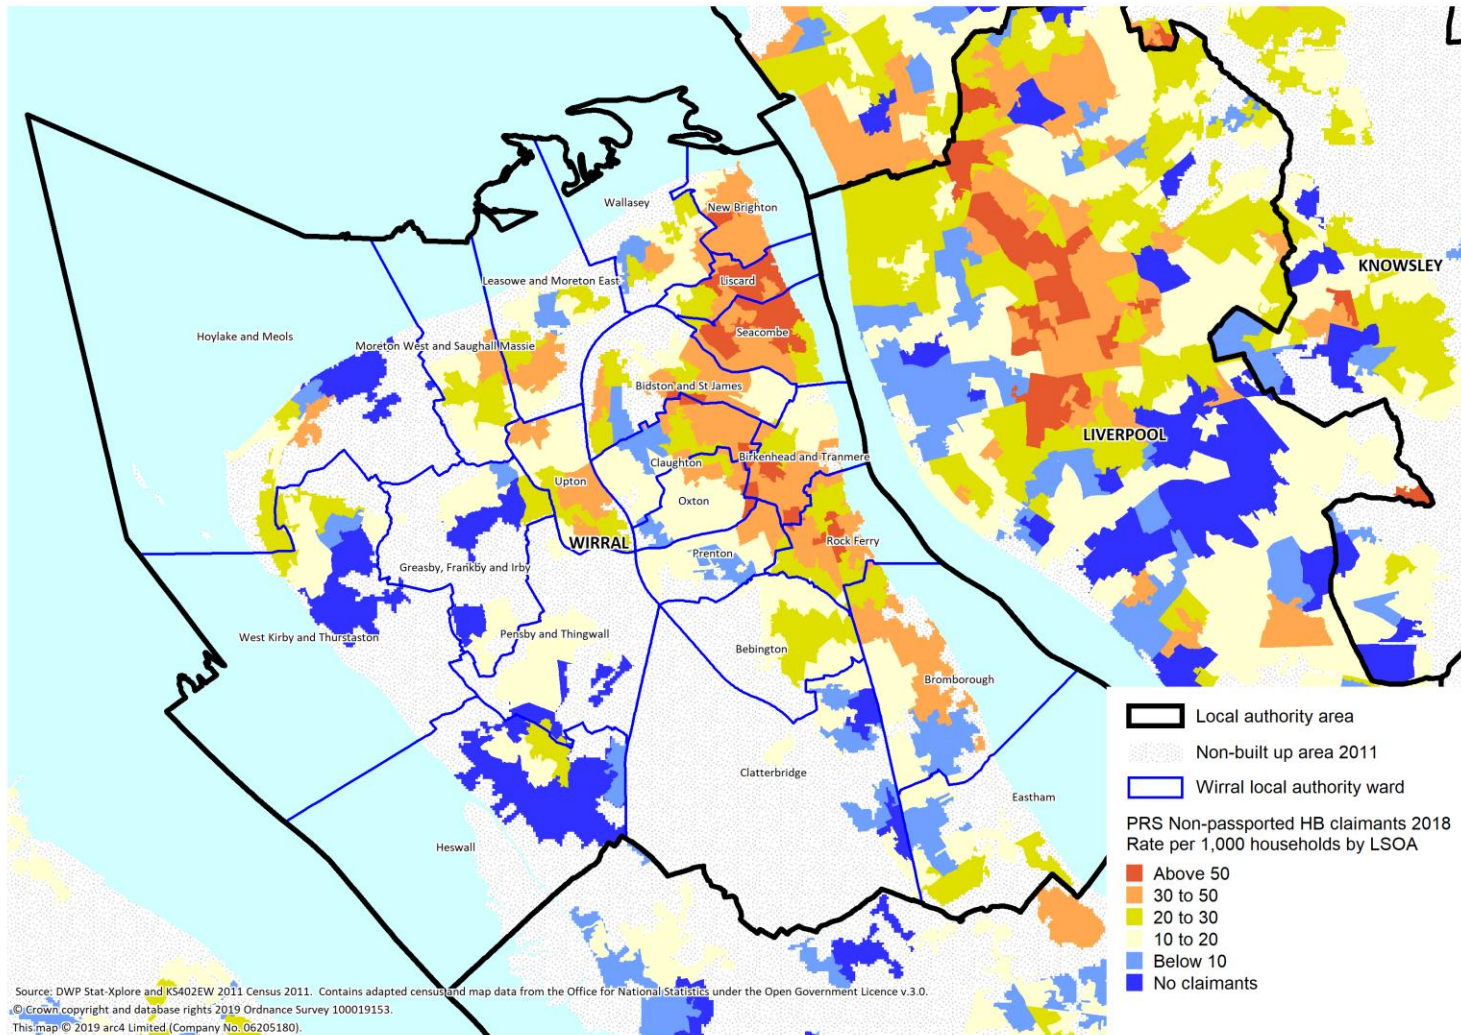 Wallasey
New Brighton
Leasowe and Moreton East
Liscard
KNOWSLEY
Hoylake and Meols
Moreton West and Saughall Massie
Seacombe
Bidston and St James
LIVERPOOL
Claughton
Birkenhead and Tranmere
Upton
Oxton
WIRRAL
Rock Ferry
Prenton
Greasby, Frankby and Irby
West Kirby and Thurstaston
Pensby and Thingwall
Bebington
Bromborough
Clatterbridge
Eastham
Heswall
Local authority area
Non-built up area 2011
Wirral local authority ward
PRS Non-passported HB claimants 2018
Rate per 1,000 households by LSOA
Above 50
30 to 50
20 to 30
10 to 20
Below 10
No claimants
Source: DWP Stat-Xplore and KS402EW 2011 Census 2011. Contains adapted census and map data from the Office for National Statistics under the Open Government Licence v.3.0.
© Crown copyright and database rights 2019 Ordnance Survey 100019153.
This map © 2019 arc4 Limited (Company No. 06205180).